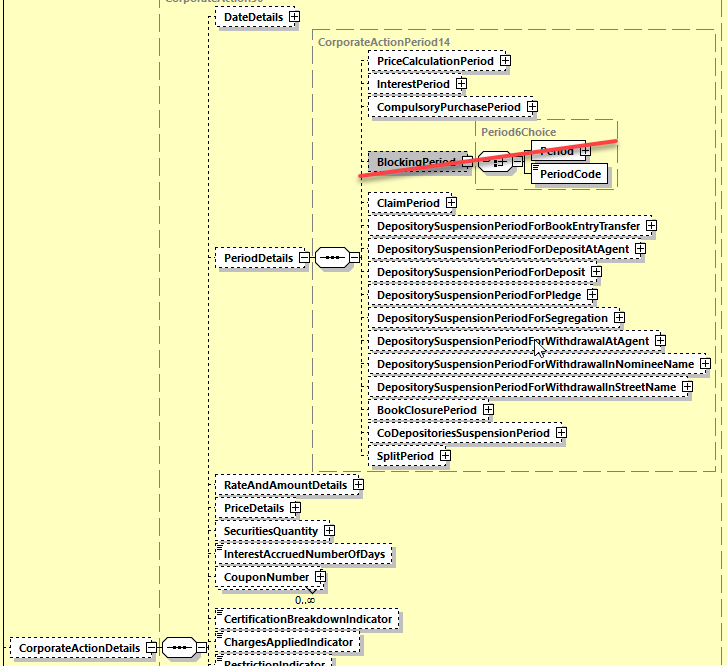 DateDetails
CorporateActionPeriod14
PriceCalculationPeriod
InterestPeriod
CompulsoryPurchasePeriod
Period6Choice
Period
BlockingPeriod
PeriodCode
ClaimPeriod
DepositorySuspensionPeriodForBookEntryTransfer
DepositorySuspensionPeriodForDepositAtAgent
PeriodDetails
DepositorySuspensionPeriodForDeposit
DepositorySuspensionPeriodForPledge
DepositorySuspensionPeriodForSegregation
DepositorySuspensionPeriodForWithdrawalAtAgent
DepositorySuspensionPeriodForWithdrawalInNomineeName
DepositorySuspensionPeriodForWithdrawalInStreetName
BookClosurePeriod
CoDepositoriesSuspensionPeriod
SplitPeriod
RateAndAmountDetails
PriceDetails
SecuritiesQuantity
InterestAccruedNumberOfDays
CouponNumber
0..∞
CertificationBreakdownIndicator
ChargesAppliedIndicator
CorporateActionDetails
RestrictionIndicator